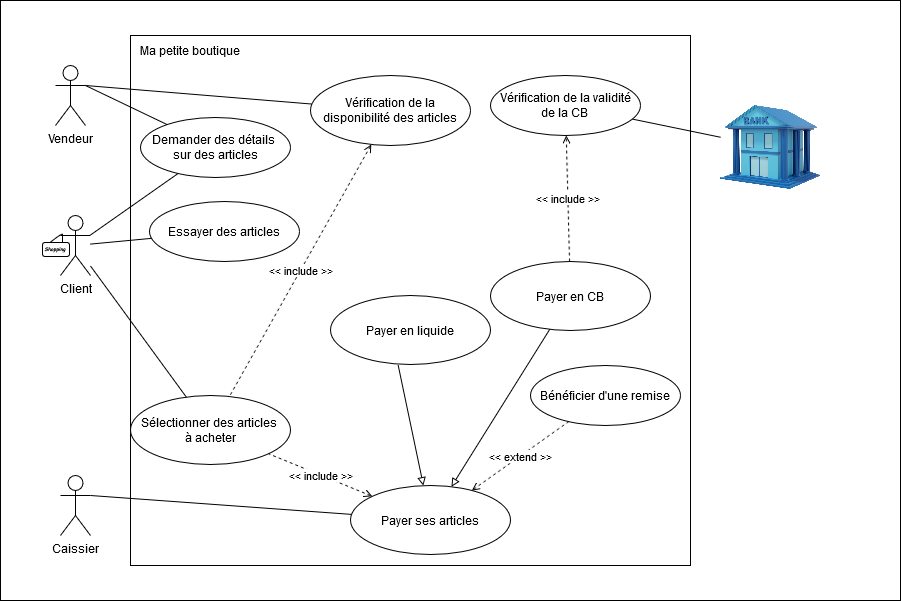 Ma petite boutique
Vendeur
Vérification de la
disponibilité des articles
Vérification de la validité
de la CB
BANK
Demander des détails
sur des articles
<< include >>
Essayer des articles
Shopping
Client
<< include >>
Payer en CB
Payer en liquide
Bénéficier d'une remise
Sélectionner des articles
à acheter
<< extend >>
<< include >>
Payer ses articles
Caissier